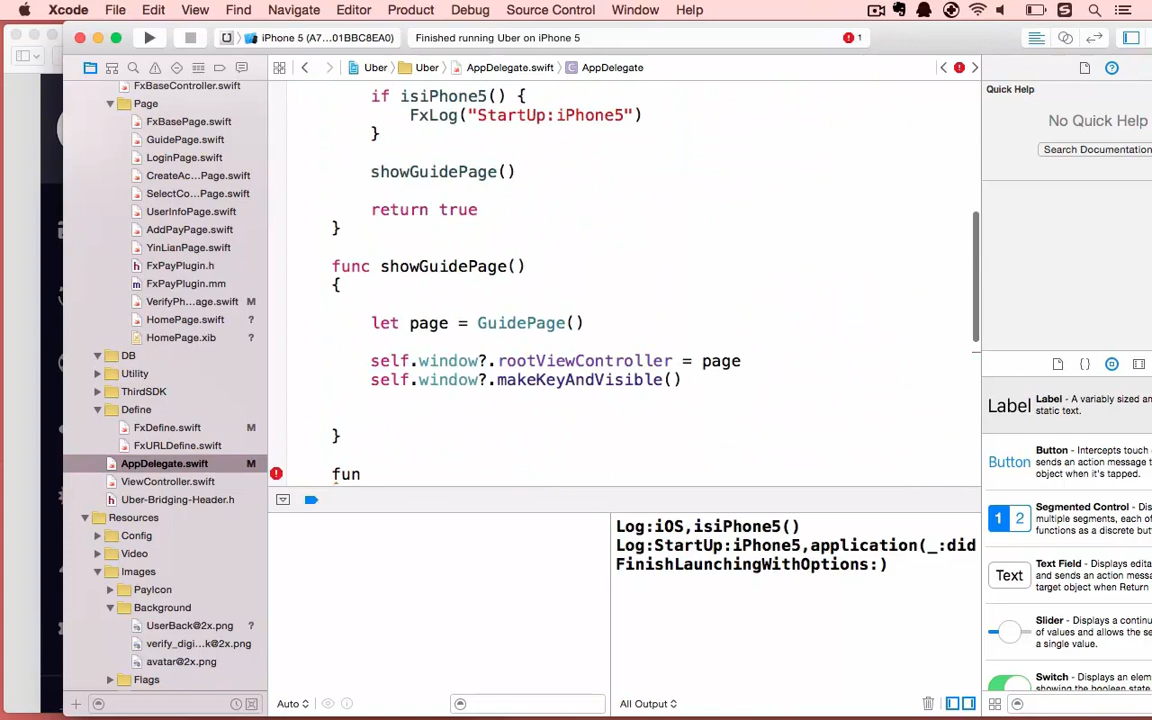 Xcode File Edit View Find Navigate Editor Product Debug Source Control Window Help
iPhone 5 (A7...01BBC8EA0) Finished running Uber on iPhone 5 1
Uber Uber AppDelegate.swift C AppDelegate
FxBaseController.swift
Page
FxBasePage.swift
GuidePage.swift
LoginPage.swift
CreateAc...Page.swift
SelectCo...Page.swift
UserInfoPage.swift
AddPayPage.swift
YinLianPage.swift
h FxPayPlugin.h
m FxPayPlugin.mm
VerifyPh...age.swift M
HomePage.swift ?
HomePage.xib ?
DB
Utility
ThirdSDK
Define
FxDefine.swift M
FxURLDefine.swift
AppDelegate.swift M
ViewController.swift
h Uber-Bridging-Header.h
Resources
Config
Video
Images
PayIcon
Background
UserBack@2x.png ?
verify_digi...k@2x.png
avatar@2x.png
Flags
if isiPhone5() {
FxLog("StartUp:iPhone5")
}
showGuidePage()
return true
}
func showGuidePage()
{
let page = GuidePage()
self.window?.rootViewController = page
self.window?.makeKeyAndVisible()
}
fun
Log:iOS,isiPhone5()
Log:StartUp:iPhone5,application(_:did
FinishLaunchingWithOptions:)
Auto
All Output
Quick Help
No Quick Help
Search Documentation
{}
Label Label - A variably sized
static text.
Button Button - Intercepts touch
sends an action message
object when it's tapped.
1 2 Segmented Control -
multiple segments, each of
functions as a discrete
Text Text Field - Displays
and sends an action
target object when Return
Slider - Displays a
of values and allows the
a single value.
Switch - Displays an
showing the boolean state